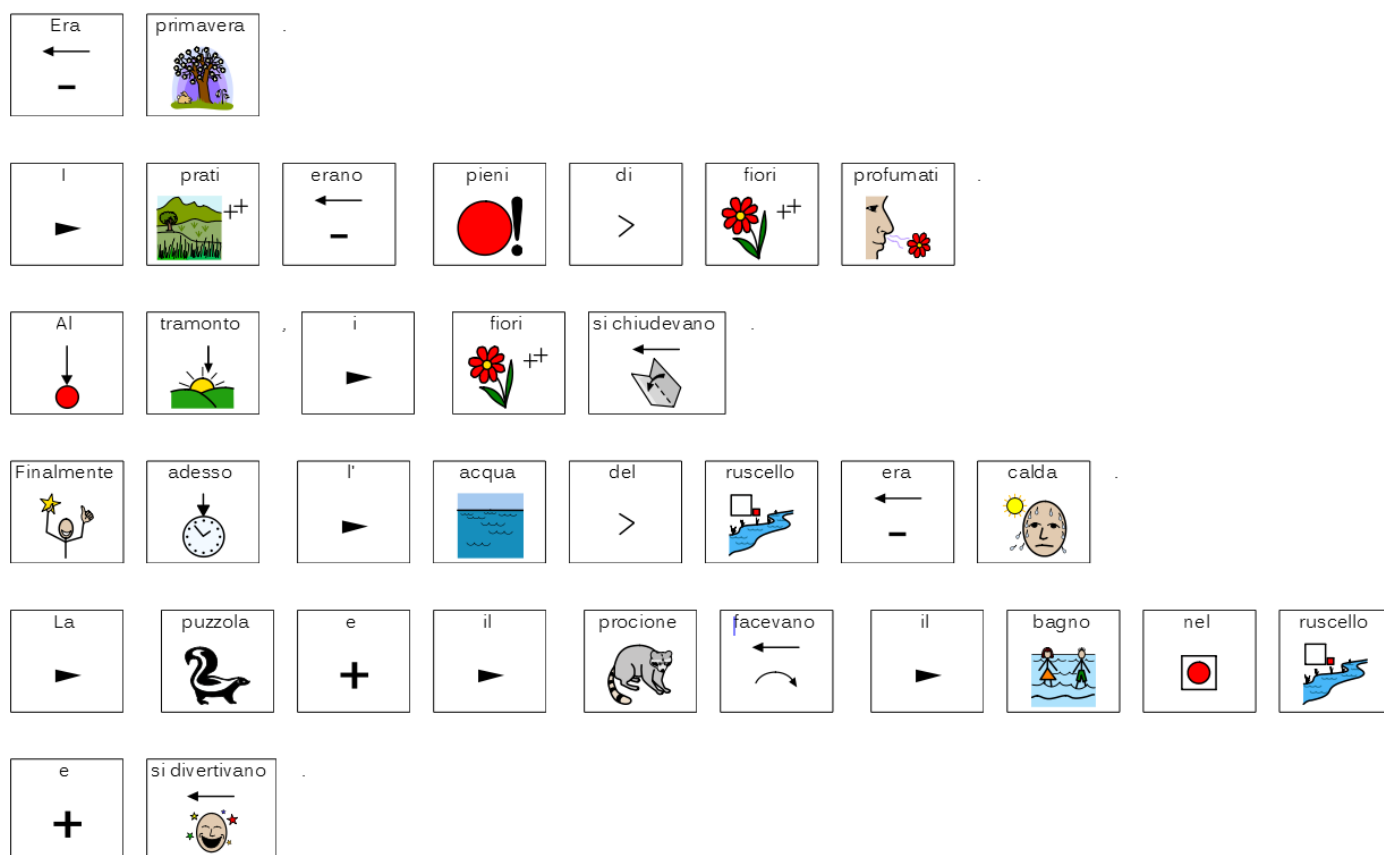 Era primavera .
I prati erano pieni di fiori profumati .
Al tramonto , i fiori si chiudevano .
Finalmente adesso l' acqua del ruscello era calda .
La puzzola e il procione facevano il bagno nel ruscello
e si divertivano .